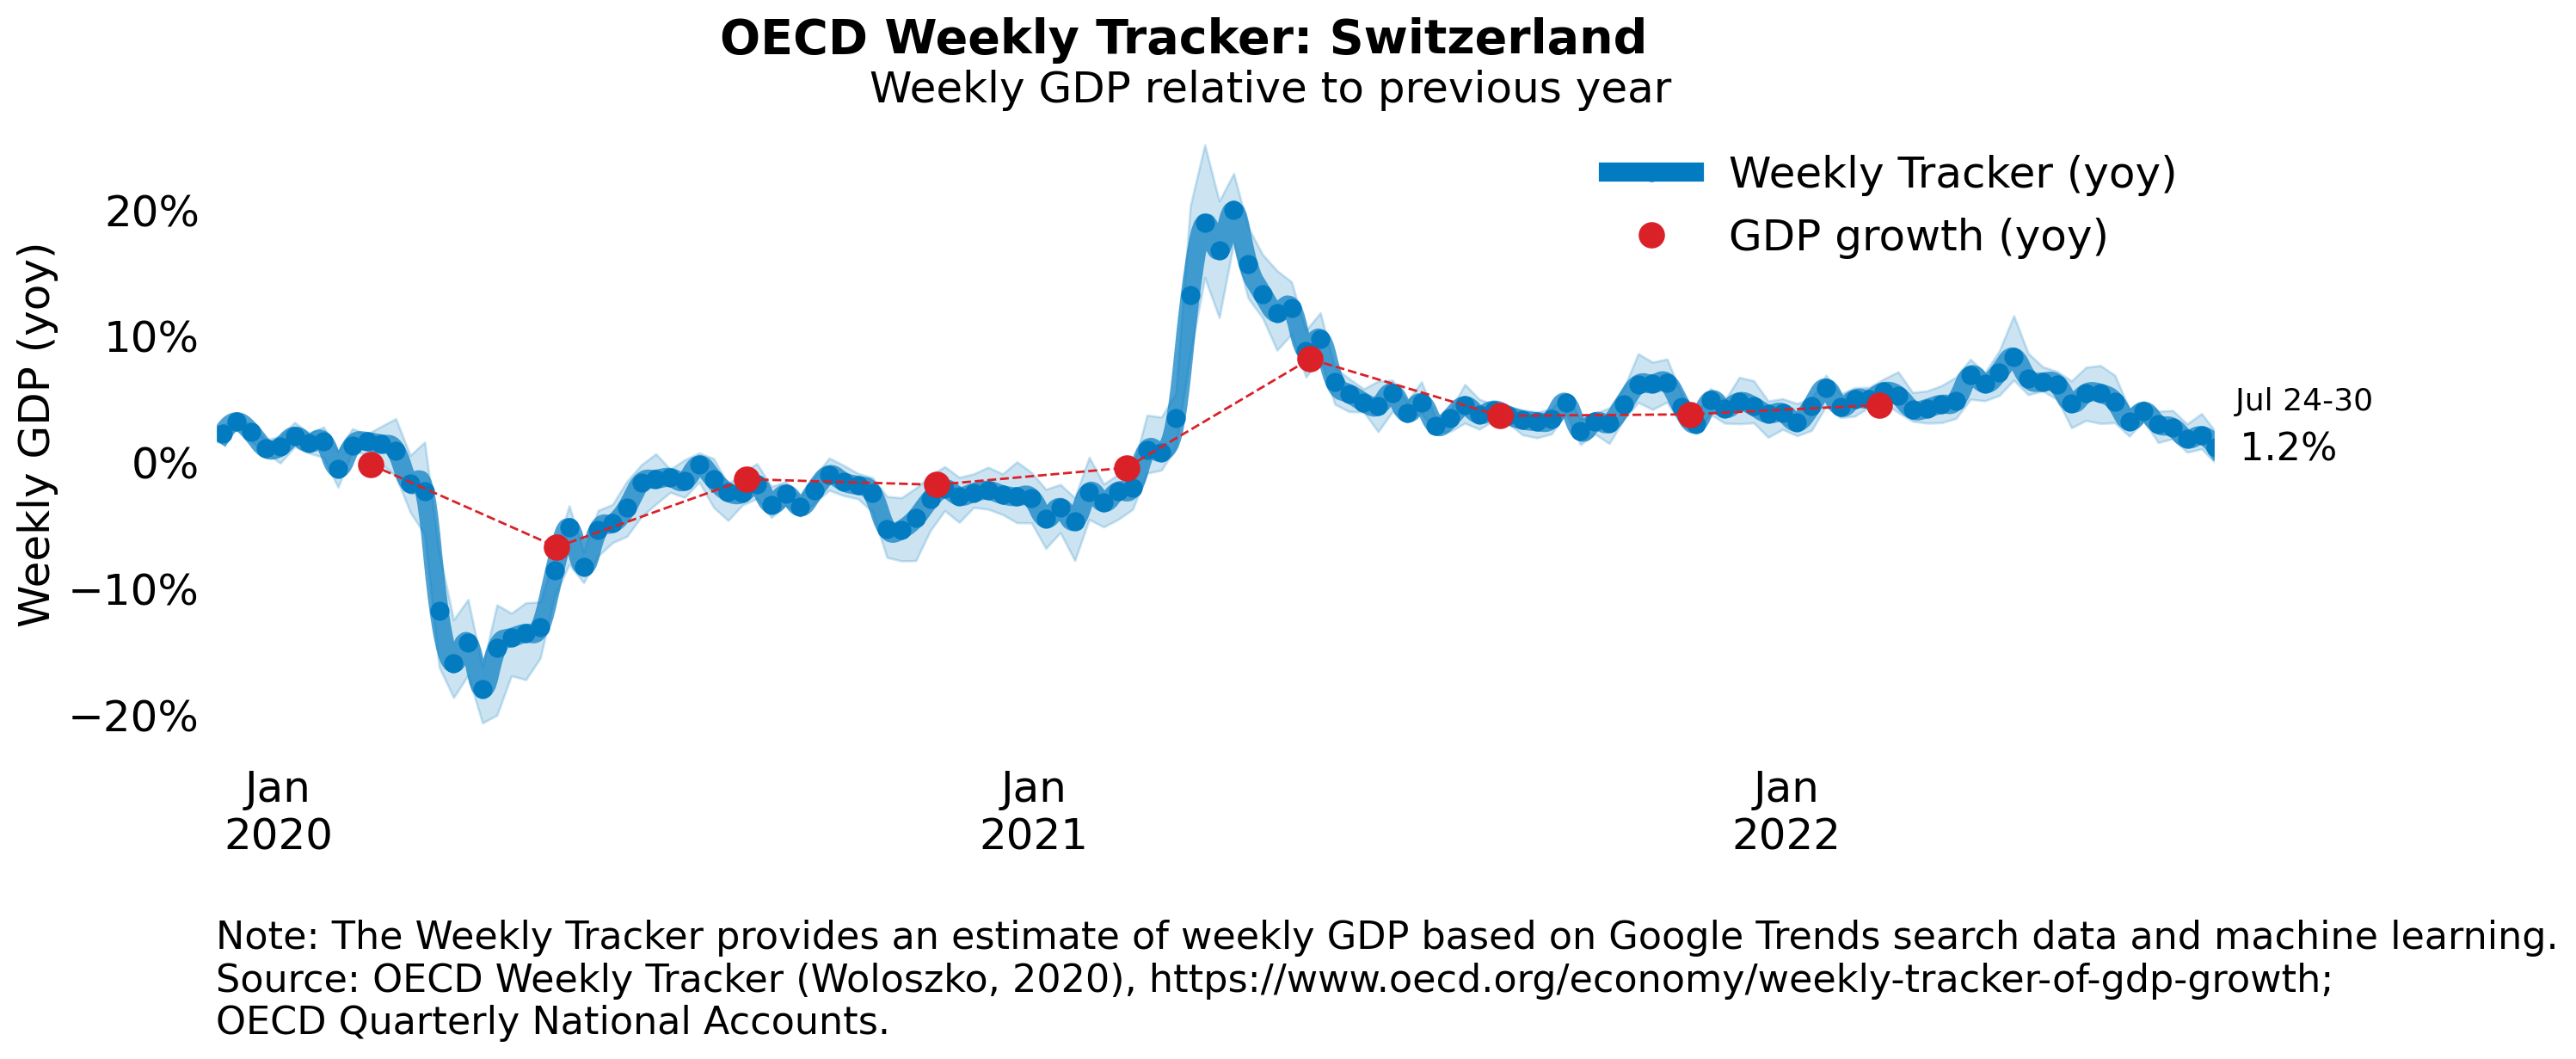 OECD Weekly Tracker: Switzerland
Weekly GDP relative to previous year
Weekly Tracker (yoy)
GDP growth (yoy)
Weekly GDP (yoy)
20%
10%
0%
−10%
−20%
Jul 24-30
1.2%
Jan
2020
Jan
2021
Jan
2022
Note: The Weekly Tracker provides an estimate of weekly GDP based on Google Trends search data and machine learning.
Source: OECD Weekly Tracker (Woloszko, 2020), https://www.oecd.org/economy/weekly-tracker-of-gdp-growth;
OECD Quarterly National Accounts.